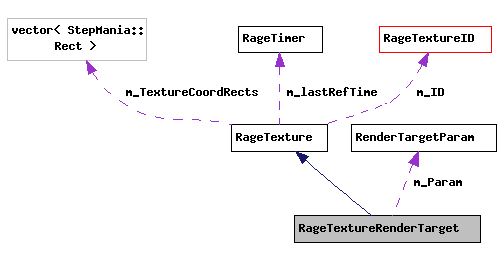 vector< StepMania::
Rect >
RageTimer
RageTextureID
m_TextureCoordRects
m_lastRefTime
m_ID
RageTexture
RenderTargetParam
m_Param
RageTextureRenderTarget